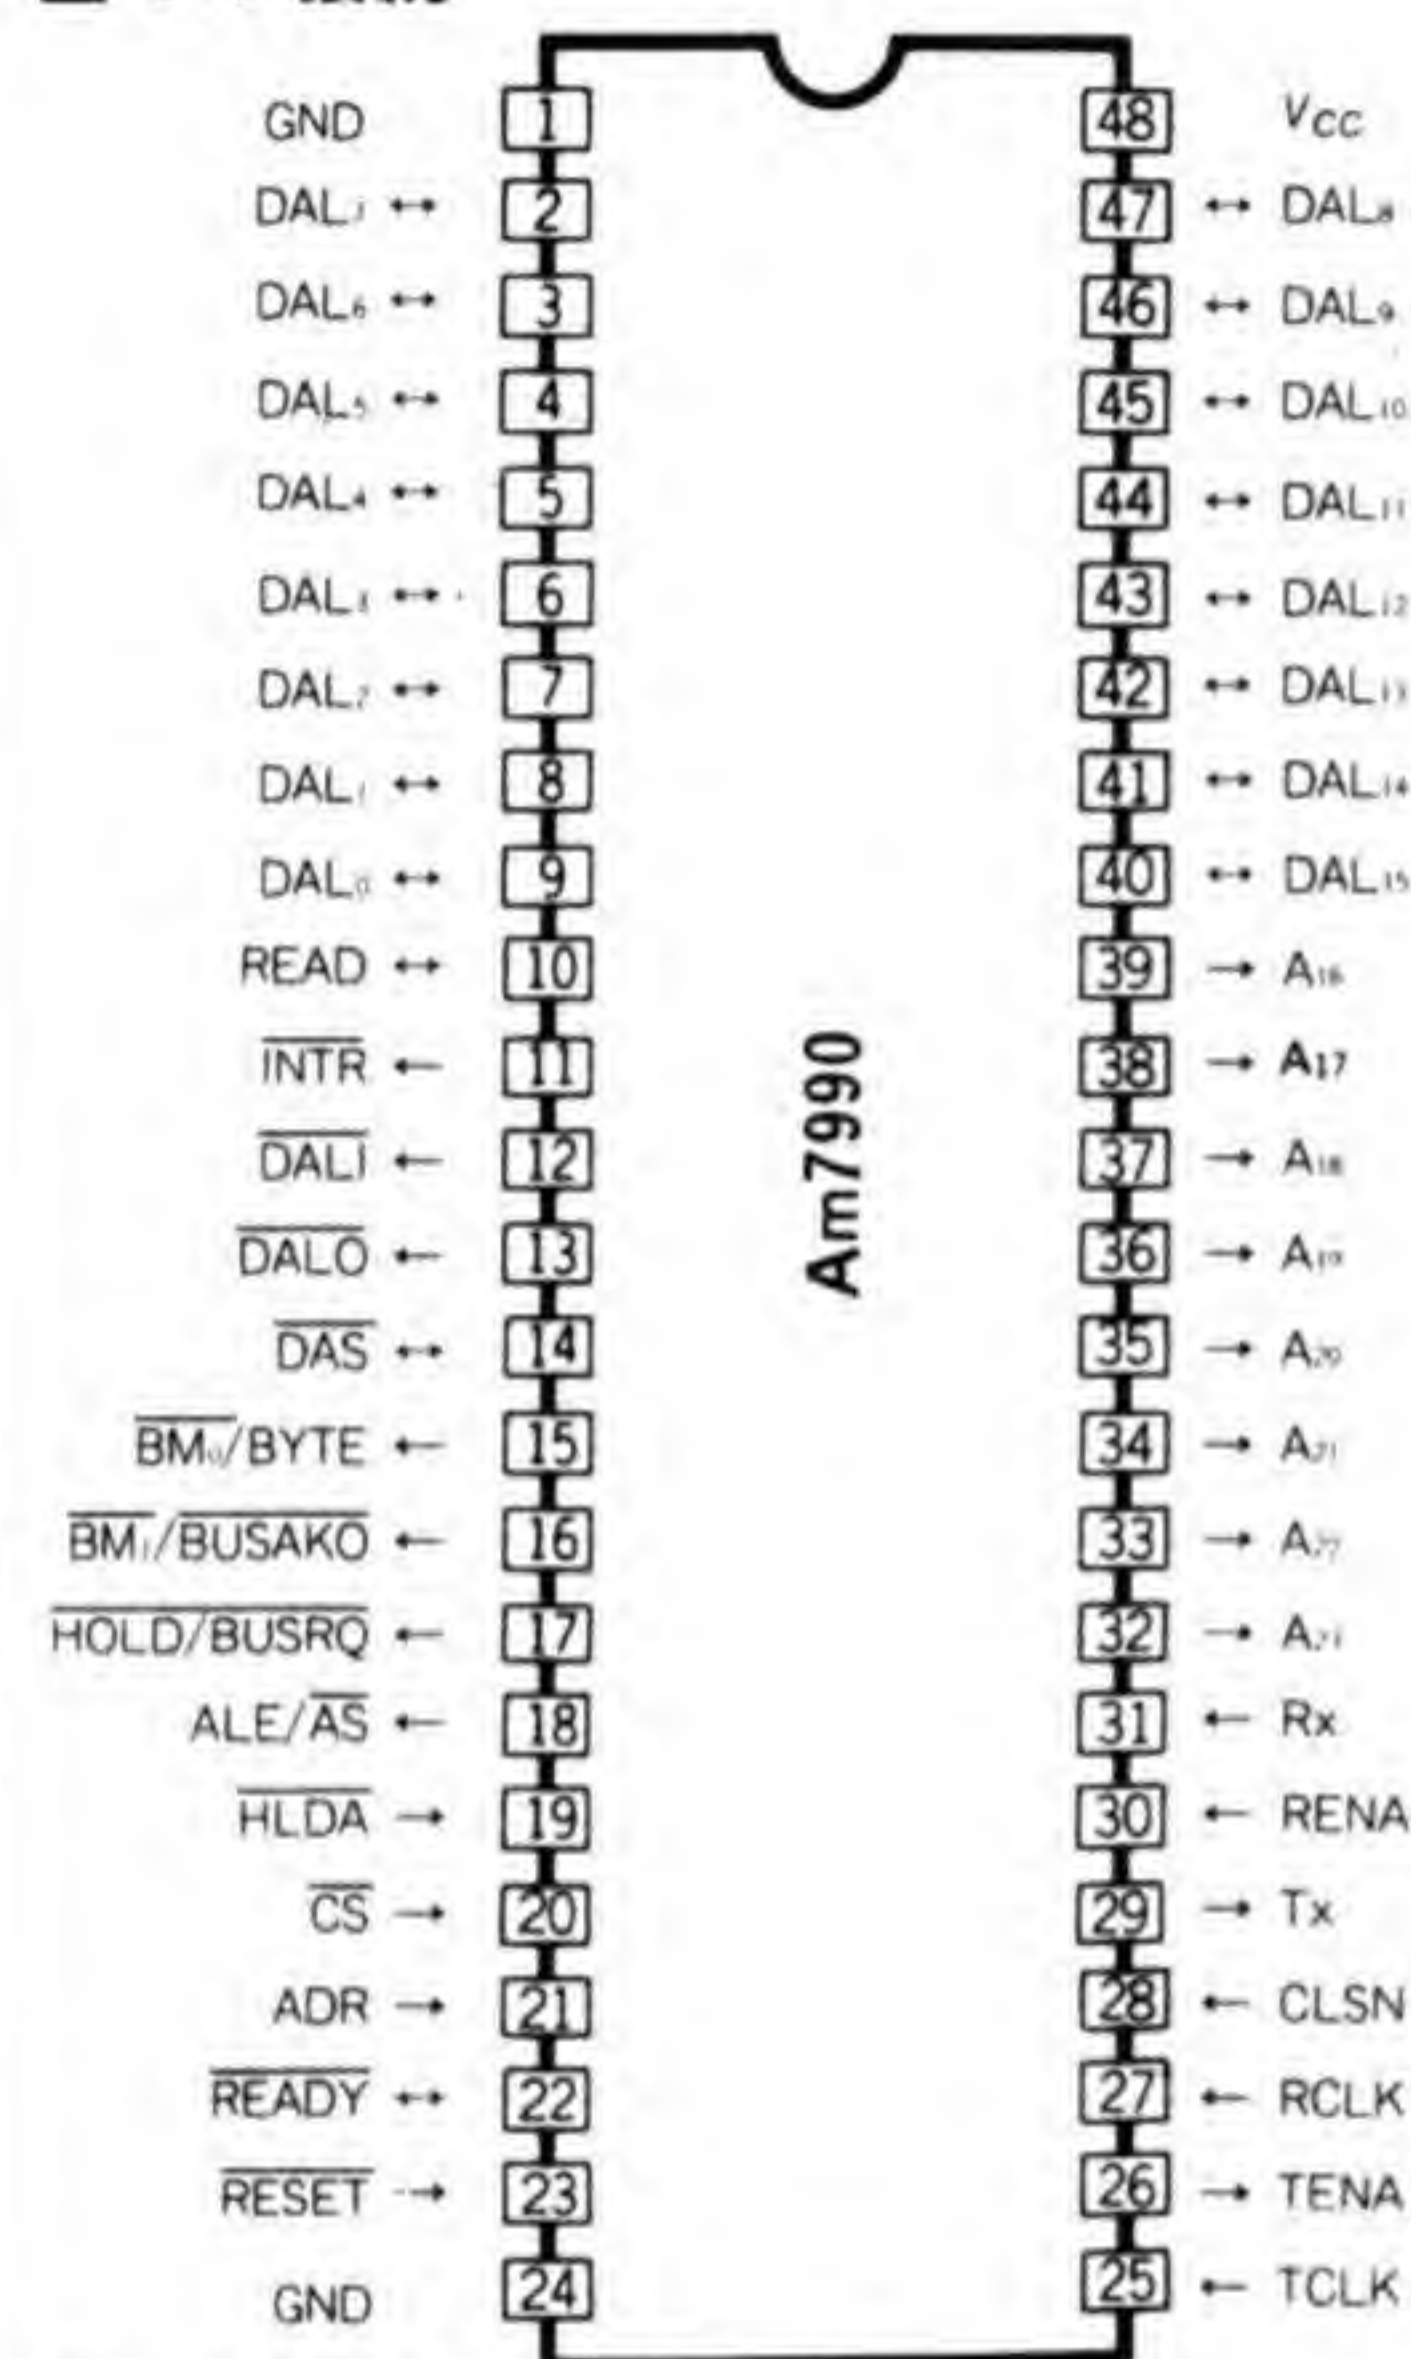 GND 1 48 Vcc
DAL₇ ↔ 2 47 ↔ DAL₈
DAL₆ ↔ 3 46 ↔ DAL₉
DAL₅ ↔ 4 45 ↔ DAL₁₀
DAL₄ ↔ 5 44 ↔ DAL₁₁
DAL₃ ↔ 6 43 ↔ DAL₁₂
DAL₂ ↔ 7 42 ↔ DAL₁₃
DAL₁ ↔ 8 41 ↔ DAL₁₄
DAL₀ ↔ 9 40 ↔ DAL₁₅
READ ↔ 10 39 → A₁₆
INTR ← 11 38 → A17
DALI ← 12 37 → A₁₈
DALO ← 13 36 → A₁₉
DAS ↔ 14 35 → A₂₀
BM₀/BYTE ← 15 34 → A₂₁
BM₁/BUSAKO ← 16 33 → A₂₂
HOLD/BUSRQ ← 17 32 → A₂₃
ALE/AS ← 18 31 ← Rx
HLDA → 19 30 ← RENA
CS → 20 29 → Tx
ADR → 21 28 ← CLSN
READY ↔ 22 27 ← RCLK
RESET → 23 26 → TENA
GND 24 25 ← TCLK
Am7990